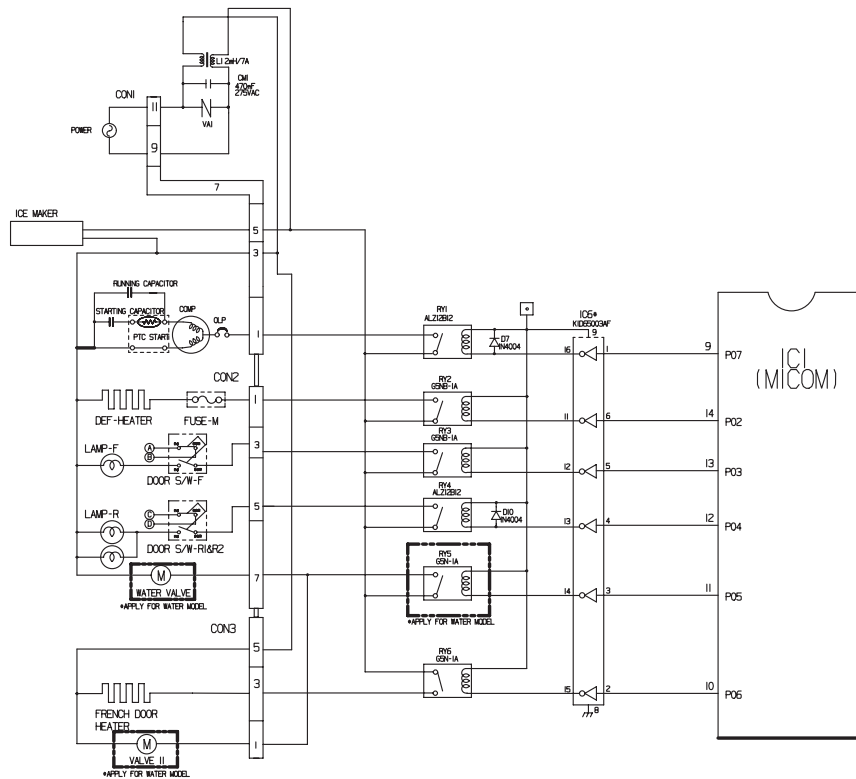 L1 2mH/7A
CM1
470nF
275VAC
VA1
CON1
11
POWER
9
7
ICE MAKER
5
3
RUNNING CAPACITOR
STARTING CAPACITOR
COMP
OLP
PTC START
1
RY1
ALZ12B12
D7
1N4004
IC6*
KID65003AF
9
16
1
9
P07
IC1
(MICOM)
CON2
1
DEF-HEATER
FUSE-M
RY2
G5NB-1A
11
6
14
P02
LAMP-F
A
B
DOOR S/W-F
3
RY3
G5NB-1A
12
5
13
P03
LAMP-R
C
D
DOOR S/W-R1&R2
5
RY4
ALZ12B12
D10
1N4004
13
4
12
P04
M
WATER VALVE
*APPLY FOR WATER MODEL
7
RY5
G5N-1A
*APPLY FOR WATER MODEL
14
3
11
P05
CON3
5
3
FRENCH DOOR
HEATER
RY6
G5N-1A
15
2
10
P06
8
M
VALVE II
*APPLY FOR WATER MODEL
1